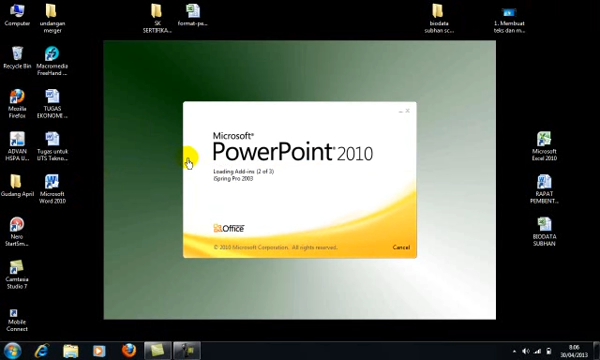 Computer
undangan
merger
SK
SERTIFIKA...
format-pe...
biodata
subhan sc...
1. Membuat
teks dan m...
Recycle Bin
Macromedia
FreeHand ...
Mozilla
Firefox
TUGAS
EKONOMI ...
ADVAN
HSPA U...
Tugas untuk
UTS Tekno...
Gudang April
Microsoft
Word 2010
Nero
StartSm...
Camtasia
Studio 7
Mobile
Connect
Microsoft
Excel 2010
RAPAT
PEMBENT...
BIODATA
SUBHAN
Microsoft®
PowerPoint® 2010
Loading Add-ins (2 of 3)
iSpring Pro 2003
Office
© 2010 Microsoft Corporation. All rights reserved.
Cancel
8:06
30/04/2013